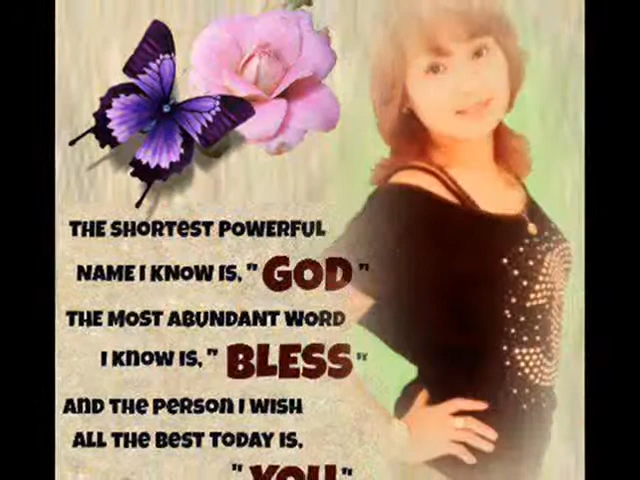 THE SHORTEST POWERFUL
NAME I KNOW IS, " GOD "
THE MOST ABUNDANT WORD
I KNOW IS, " BLESS "
AND THE PERSON I WISH
ALL THE BEST TODAY IS,
" YOU "